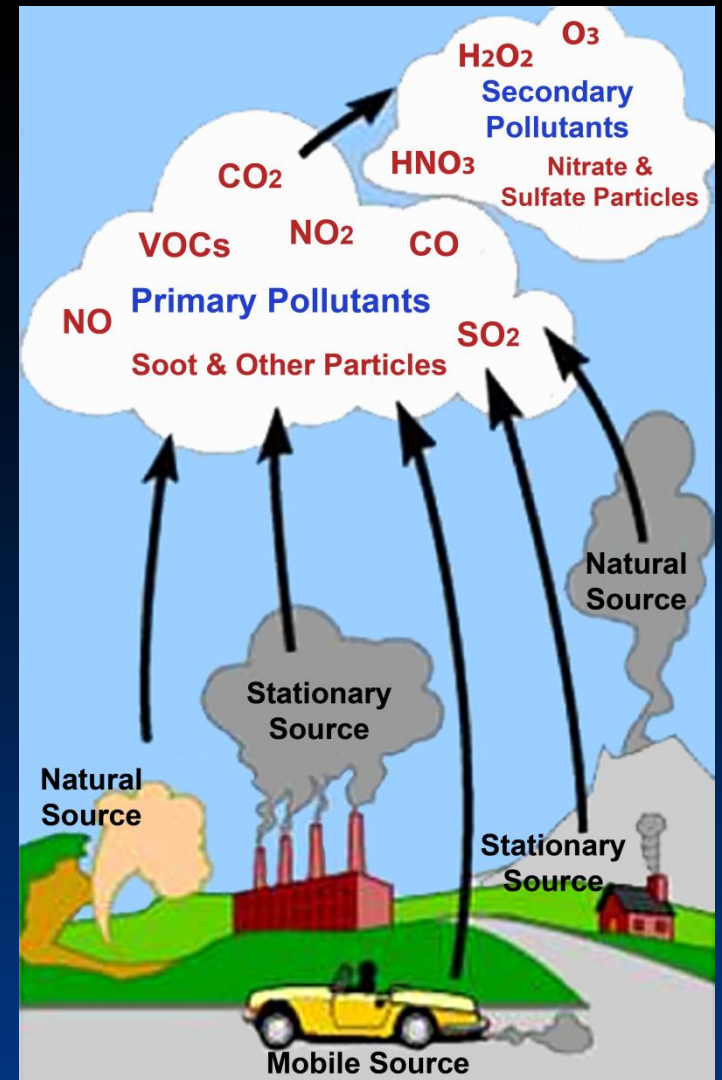 O3
H2O2
Secondary
Pollutants
HNO3
Nitrate &
Sulfate Particles
CO2
VOCs
NO2
CO
NO
Primary Pollutants
SO2
Soot & Other Particles
Natural
Source
Stationary
Source
Natural
Source
Stationary
Source
Mobile Source